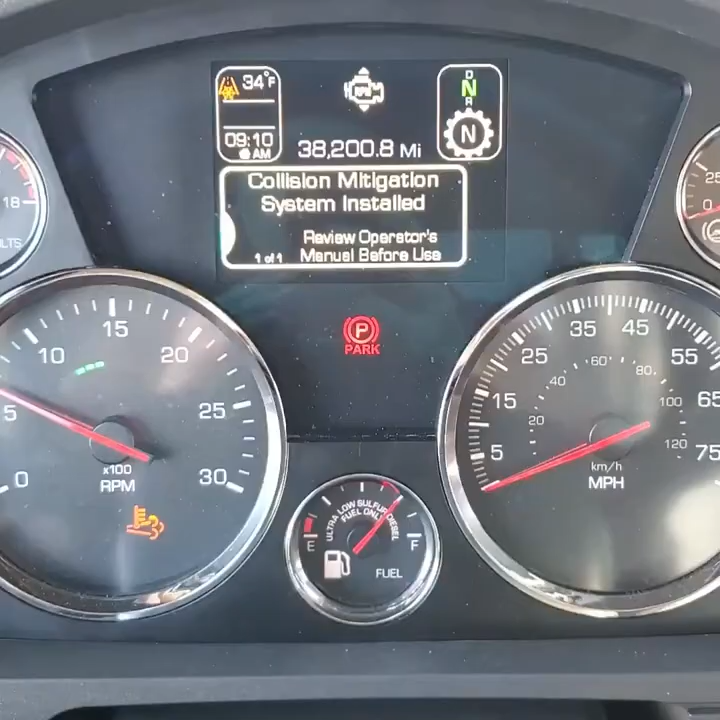 34°F
D
N
R
N
09:10
AM
38,200.8 Mi
Collision Mitigation
System Installed
Review Operator's
1 of 1 Manual Before Use
P
PARK
18
25
0
0
5
10
15
20
25
30
x100
RPM
5
15
25
35
45
55
65
75
20
40
60
80
100
120
km/h
MPH
ULTRA LOW SULFUR DIESEL
FUEL ONLY
E
F
FUEL